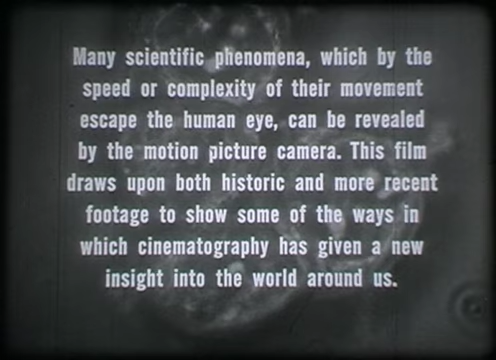 Many scientific phenomena, which by the
speed or complexity of their movement
escape the human eye, can be revealed
by the motion picture camera. This film
draws upon both historic and more recent
footage to show some of the ways in
which cinematography has given a new
insight into the world around us.